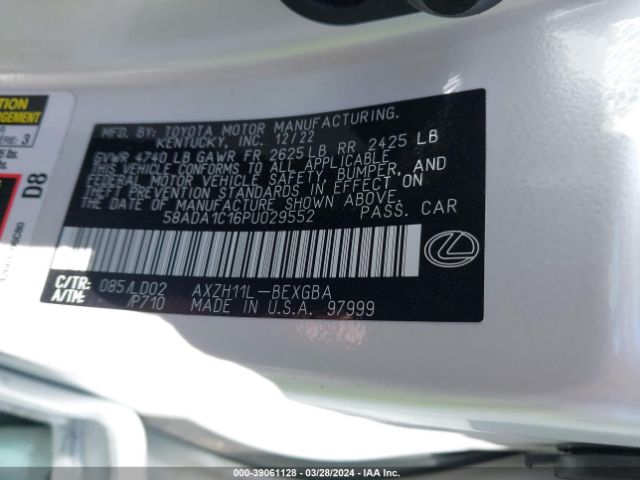 MFD. BY: TOYOTA MOTOR MANUFACTURING.
KENTUCKY, INC. 12/22
GVWR 4740 LB GAWR FR 2625 LB RR 2425 LB
THIS VEHICLE CONFORMS TO ALL APPLICABLE
FEDERAL MOTOR VEHICLE SAFETY, BUMPER, AND
THEFT PREVENTION STANDARDS IN EFFECT ON
THE DATE OF MANUFACTURE SHOWN ABOVE.
58ADA1C16PU029552 PASS. CAR
C/TR: 085/LD02 AXZH11L-BEXGBA
A/TM: /P710 MADE IN U.S.A. 97999
3
lbs.
lbs.
D8
000-39061128 | 03/28/2024 | IAA Inc.